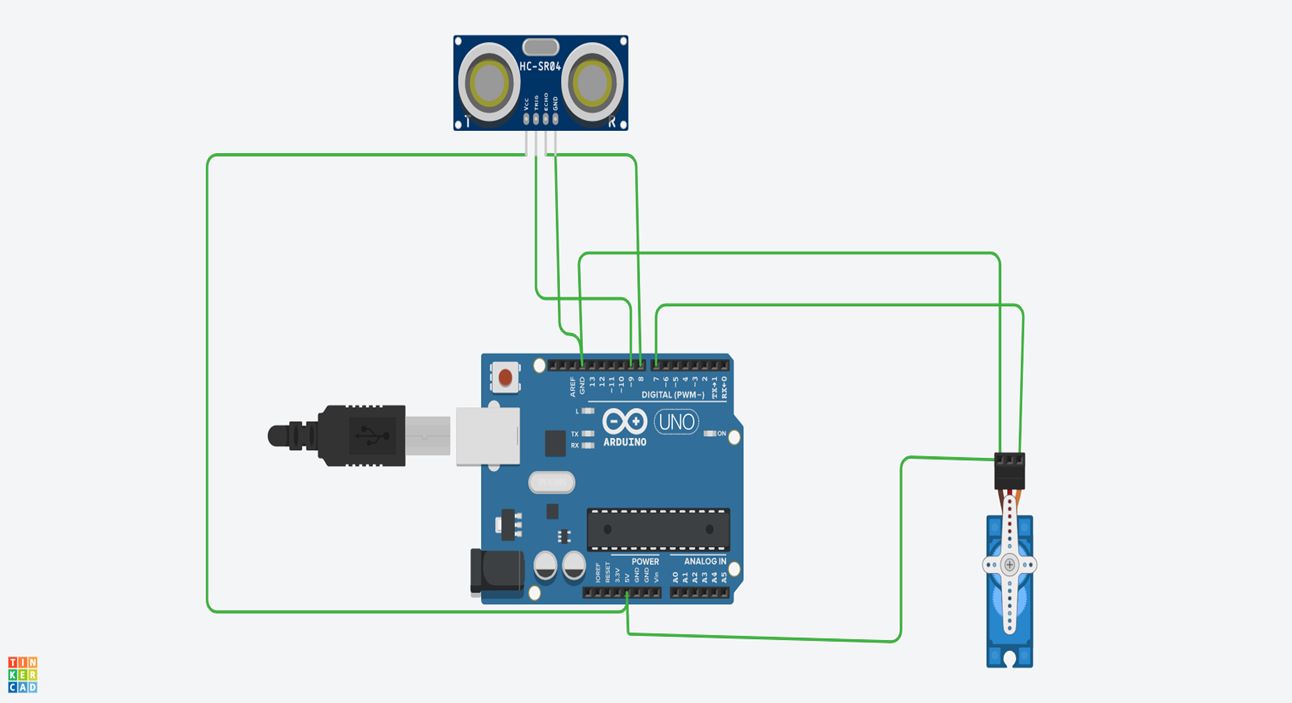 HC-SR04
VCC
TRIG
ECHO
GND
T
R
AREF
GND
13
12
~11
~10
~9
8
7
~6
~5
4
~3
2
TX→1
RX←0
DIGITAL (PWM~)
L
TX
RX
ARDUINO
UNO
ON
POWER
ANALOG IN
IOREF
RESET
3.3V
5V
GND
GND
Vin
A0
A1
A2
A3
A4
A5
TIN
KER
CAD